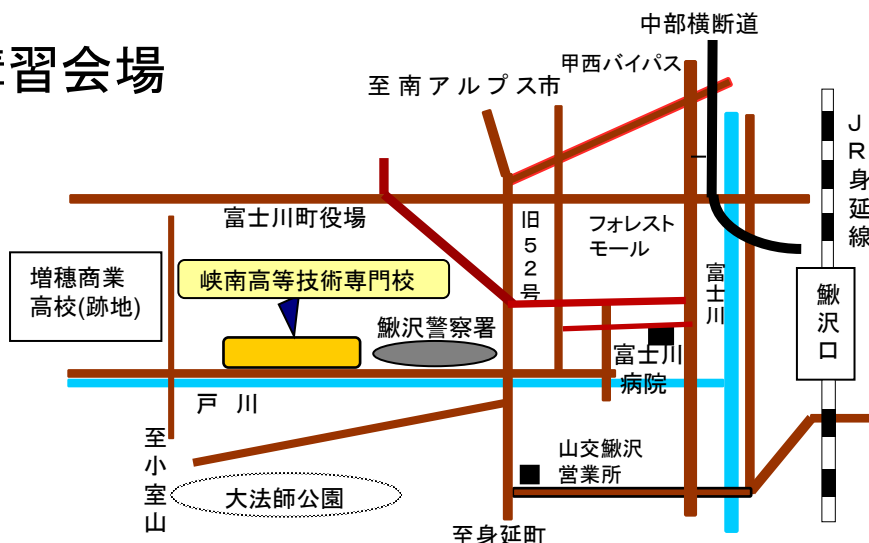 習会場
中部横断道
甲西バイパス
至 南 ア ル プ ス 市
JR身延線
富士川町役場
旧52号
フォレスト
モール
富士川
増穂商業
高校(跡地)
峡南高等技術専門校
鰍沢警察署
鰍沢口
富士川
病院
戸 川
至小室山
山交鰍沢
営業所
大法師公園
至身延町